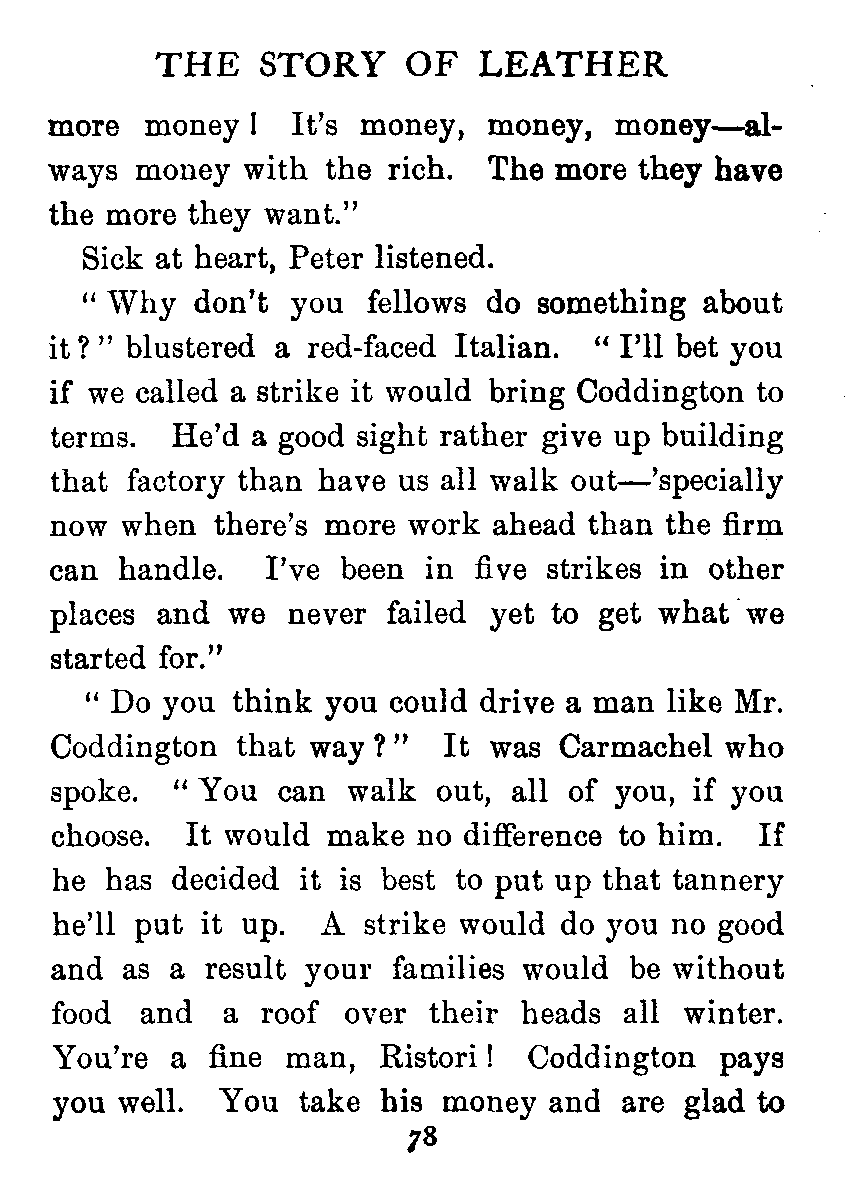 THE STORY OF LEATHER
more money! It's money, money, money—al-
ways money with the rich. The more they have
the more they want."
Sick at heart, Peter listened.
"Why don't you fellows do something about
it?" blustered a red-faced Italian. "I'll bet you
if we called a strike it would bring Coddington to
terms. He'd a good sight rather give up building
that factory than have us all walk out—'specially
now when there's more work ahead than the firm
can handle. I've been in five strikes in other
places and we never failed yet to get what we
started for."
"Do you think you could drive a man like Mr.
Coddington that way?" It was Carmachel who
spoke. "You can walk out, all of you, if you
choose. It would make no difference to him. If
he has decided it is best to put up that tannery
he'll put it up. A strike would do you no good
and as a result your families would be without
food and a roof over their heads all winter.
You're a fine man, Ristori! Coddington pays
you well. You take his money and are glad to
78